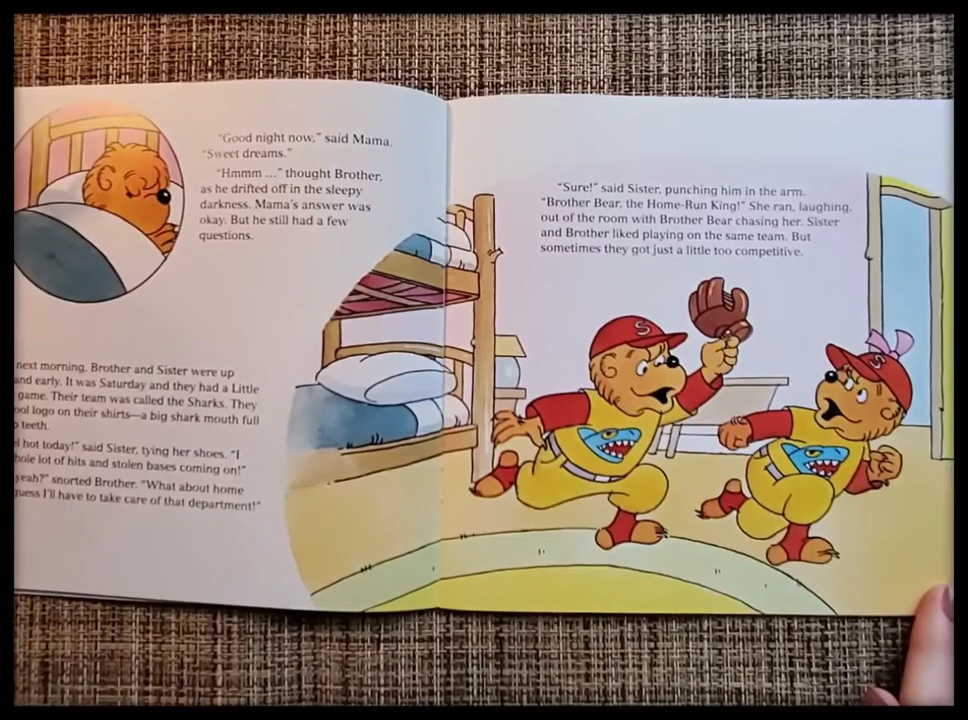 "Good night now," said Mama.
"Sweet dreams."
"Hmmm ..." thought Brother,
as he drifted off in the sleepy
darkness. Mama's answer was
okay. But he still had a few
questions.
next morning. Brother and Sister were up
and early. It was Saturday and they had a Little
game. Their team was called the Sharks. They
logo on their shirts—a big shark mouth full
teeth.
hot today!" said Sister, tying her shoes. "I
lot of hits and stolen bases coming on!"
yeah?" snorted Brother. "What about home
I'll have to take care of that department!"
"Sure!" said Sister, punching him in the arm.
"Brother Bear, the Home-Run King!" She ran, laughing,
out of the room with Brother Bear chasing her. Sister
and Brother liked playing on the same team. But
sometimes they got just a little too competitive.
S
S